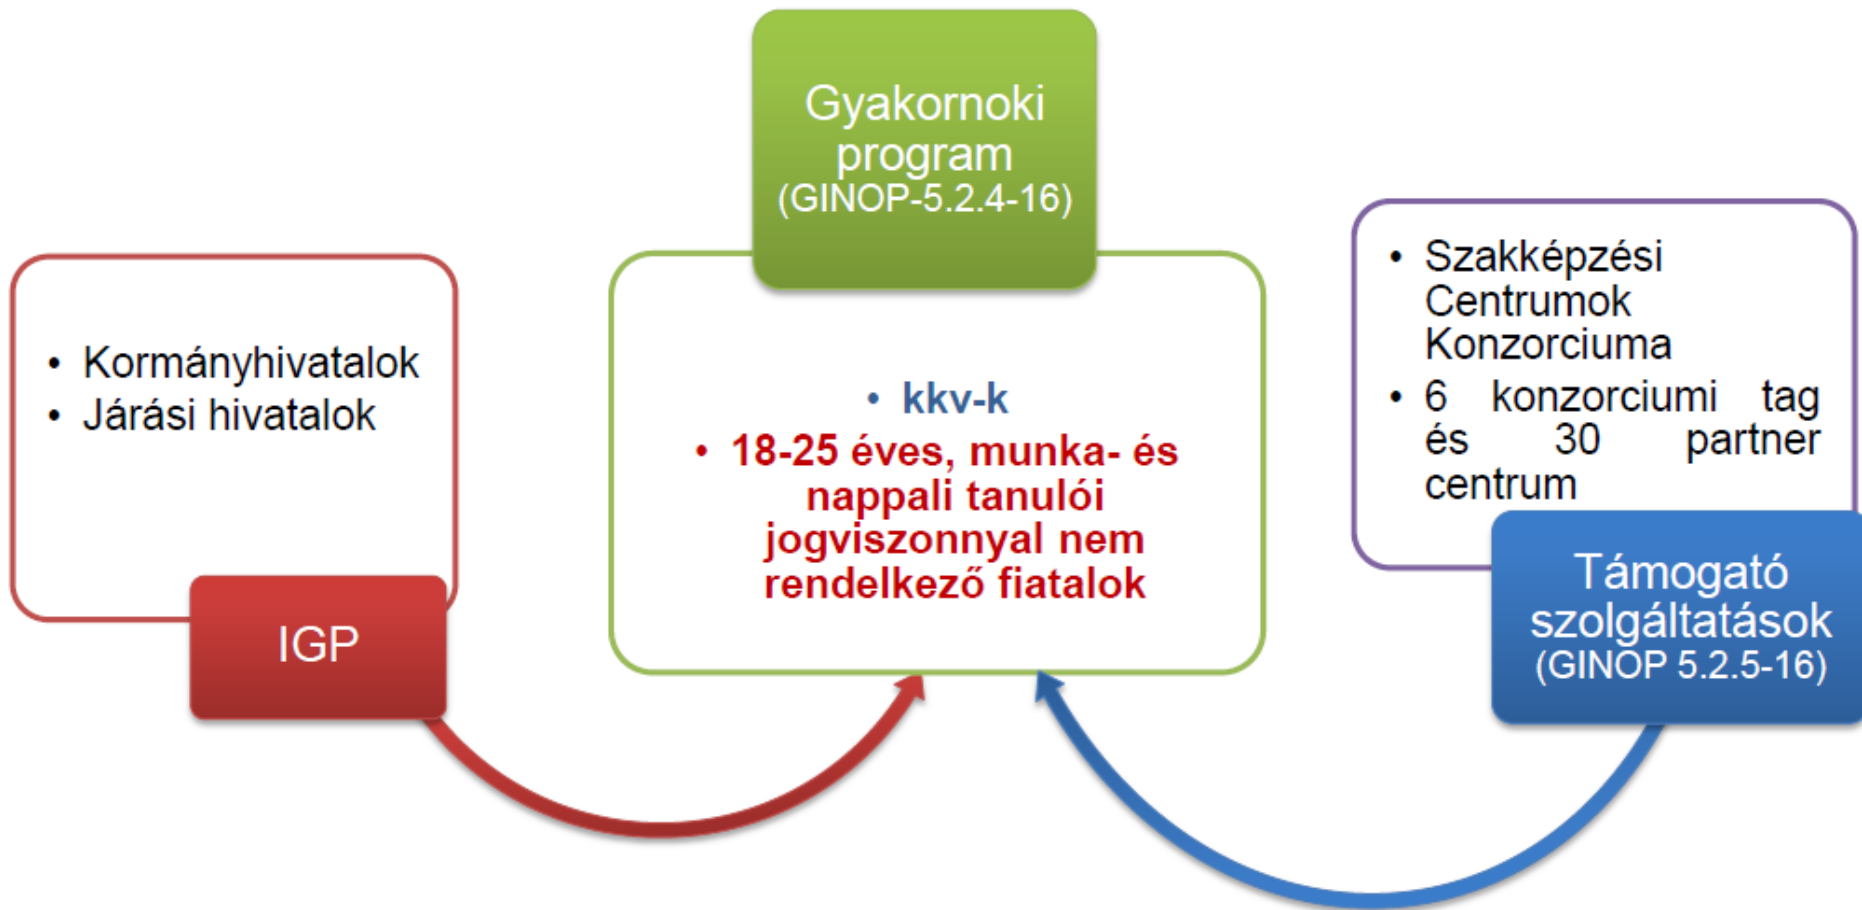 Gyakornoki
program
(GINOP-5.2.4-16)
• Kormányhivatalok
• Járási hivatalok
IGP
• kkv-k
• 18-25 éves, munka- és
nappali tanulói
jogviszonnyal nem
rendelkező fiatalok
• Szakképzési
Centrumok
Konzorciuma
• 6 konzorciumi tag
és 30 partner
centrum
Támogató
szolgáltatások
(GINOP 5.2.5-16)